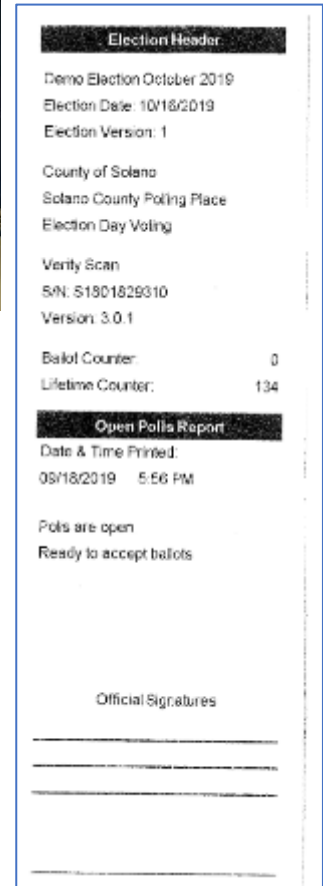 Election Header
Demo Election October 2019
Election Date: 10/16/2019
Election Version: 1
County of Solano
Solano County Polling Place
Election Day Voting
Verity Scan
S/N: S1801829310
Version: 3.0.1
Ballot Counter: 0
Lifetime Counter: 134
Open Polls Report
Date & Time Printed:
09/18/2019 5:56 PM
Polls are open
Ready to accept ballots
Official Signatures